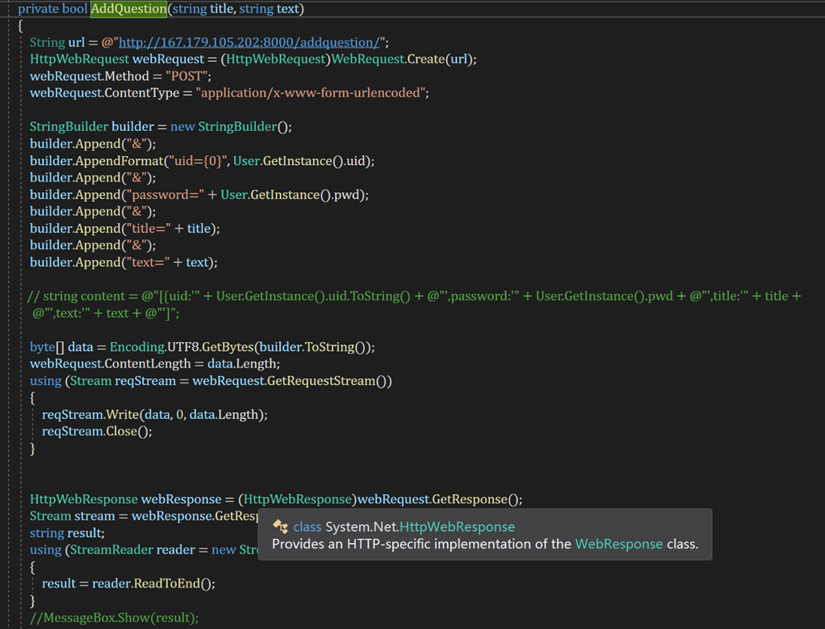 private bool AddQuestion(string title, string text)
{
String url = @"http://167.179.105.202:8000/addquestion/";
HttpWebRequest webRequest = (HttpWebRequest)WebRequest.Create(url);
webRequest.Method = "POST";
webRequest.ContentType = "application/x-www-form-urlencoded";
StringBuilder builder = new StringBuilder();
builder.Append("&");
builder.AppendFormat("uid={0}", User.GetInstance().uid);
builder.Append("&");
builder.Append("password=" + User.GetInstance().pwd);
builder.Append("&");
builder.Append("title=" + title);
builder.Append("&");
builder.Append("text=" + text);
// string content = @"[{uid:'" + User.GetInstance().uid.ToString() + @"',password:'" + User.GetInstance().pwd + @"',title:'" + title +
@"',text:'" + text + @"']";
byte[] data = Encoding.UTF8.GetBytes(builder.ToString());
webRequest.ContentLength = data.Length;
using (Stream reqStream = webRequest.GetRequestStream())
{
reqStream.Write(data, 0, data.Length);
reqStream.Close();
}
HttpWebResponse webResponse = (HttpWebResponse)webRequest.GetResponse();
Stream stream = webResponse.GetResp
string result;
using (StreamReader reader = new Stre
class System.Net.HttpWebResponse
Provides an HTTP-specific implementation of the WebResponse class.
{
result = reader.ReadToEnd();
}
//MessageBox.Show(result);